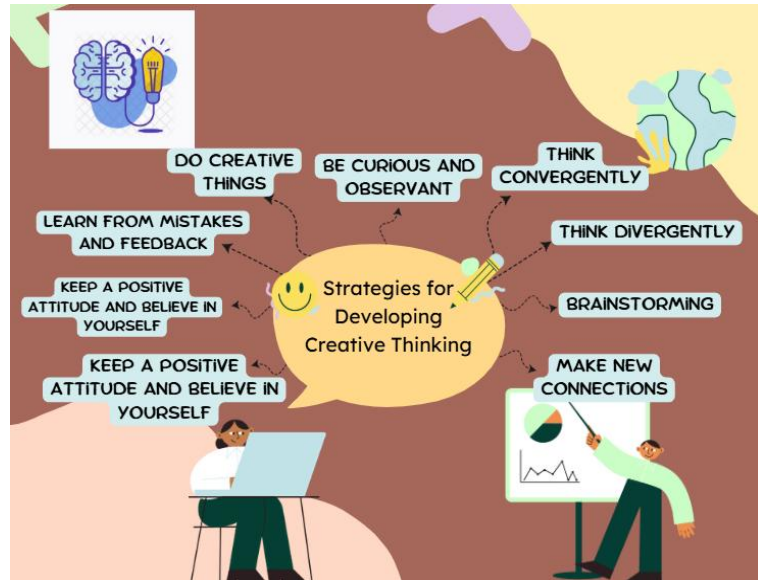 DO CREATIVE
THINGS
BE CURIOUS AND
OBSERVANT
THINK
CONVERGENTLY
LEARN FROM MISTAKES
AND FEEDBACK
THINK DIVERGENTLY
KEEP A POSITIVE
ATTITUDE AND BELIEVE IN
YOURSELF
Strategies for
Developing
Creative Thinking
BRAINSTORMING
KEEP A POSITIVE
ATTITUDE AND BELIEVE IN
YOURSELF
MAKE NEW
CONNECTIONS